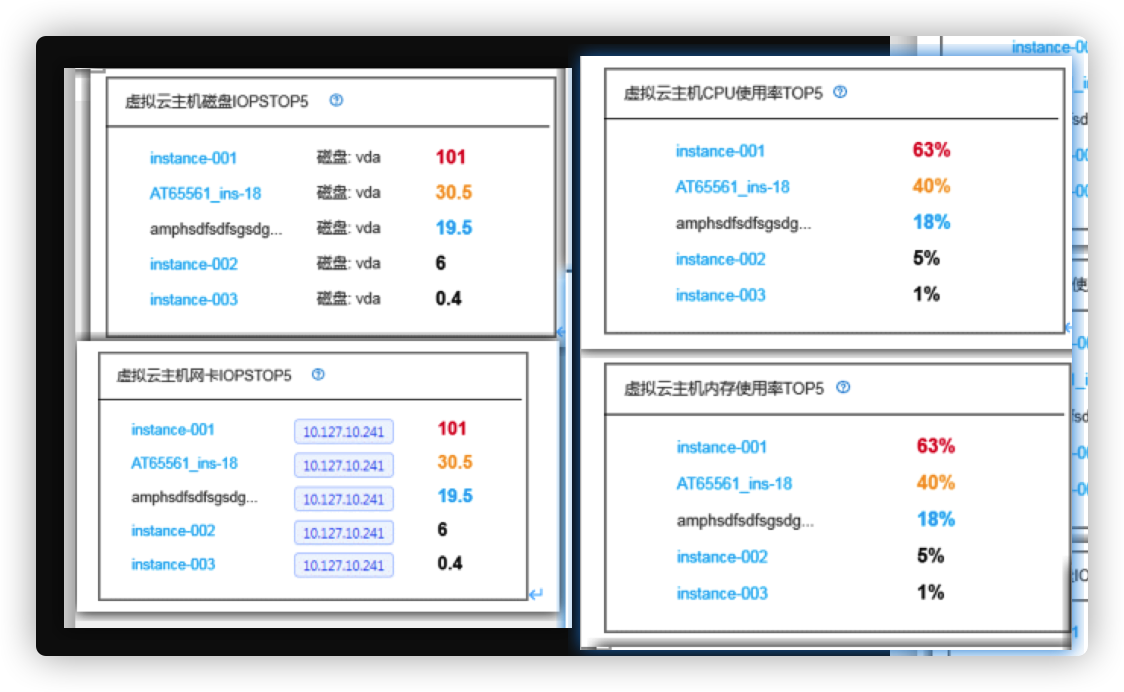 虚拟云主机磁盘IOPSTOP5
instance-001 磁盘: vda 101
AT65561_ins-18 磁盘: vda 30.5
amphsdfsdfsgsdg... 磁盘: vda 19.5
instance-002 磁盘: vda 6
instance-003 磁盘: vda 0.4
虚拟云主机网卡IOPSTOP5
instance-001 10.127.10.241 101
AT65561_ins-18 10.127.10.241 30.5
amphsdfsdfsgsdg... 10.127.10.241 19.5
instance-002 10.127.10.241 6
instance-003 10.127.10.241 0.4
虚拟云主机CPU使用率TOP5
instance-001 63%
AT65561_ins-18 40%
amphsdfsdfsgsdg... 18%
instance-002 5%
instance-003 1%
虚拟云主机内存使用率TOP5
instance-001 63%
AT65561_ins-18 40%
amphsdfsdfsgsdg... 18%
instance-002 5%
instance-003 1%